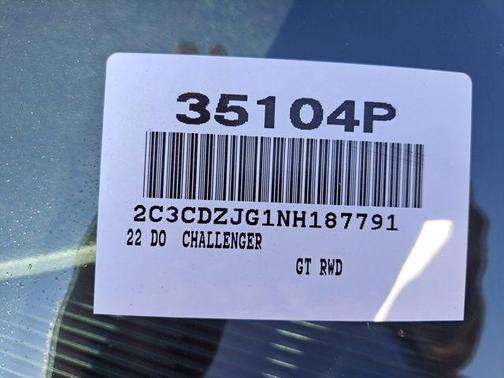 35104P
2C3CDZJG1NH187791
22 DO CHALLENGER
GT RWD